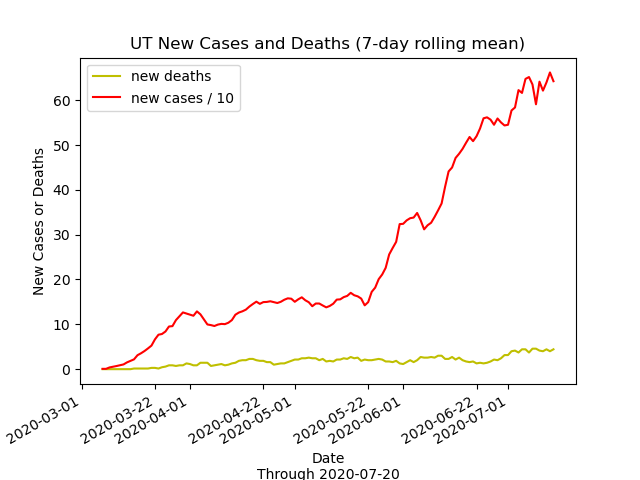 UT New Cases and Deaths (7-day rolling mean)
new deaths
new cases / 10
60
50
40
30
20
10
0
New Cases or Deaths
2020-03-01
2020-03-22
2020-04-01
2020-04-22
2020-05-01
2020-05-22
2020-06-01
2020-06-22
2020-07-01
Date
Through 2020-07-20